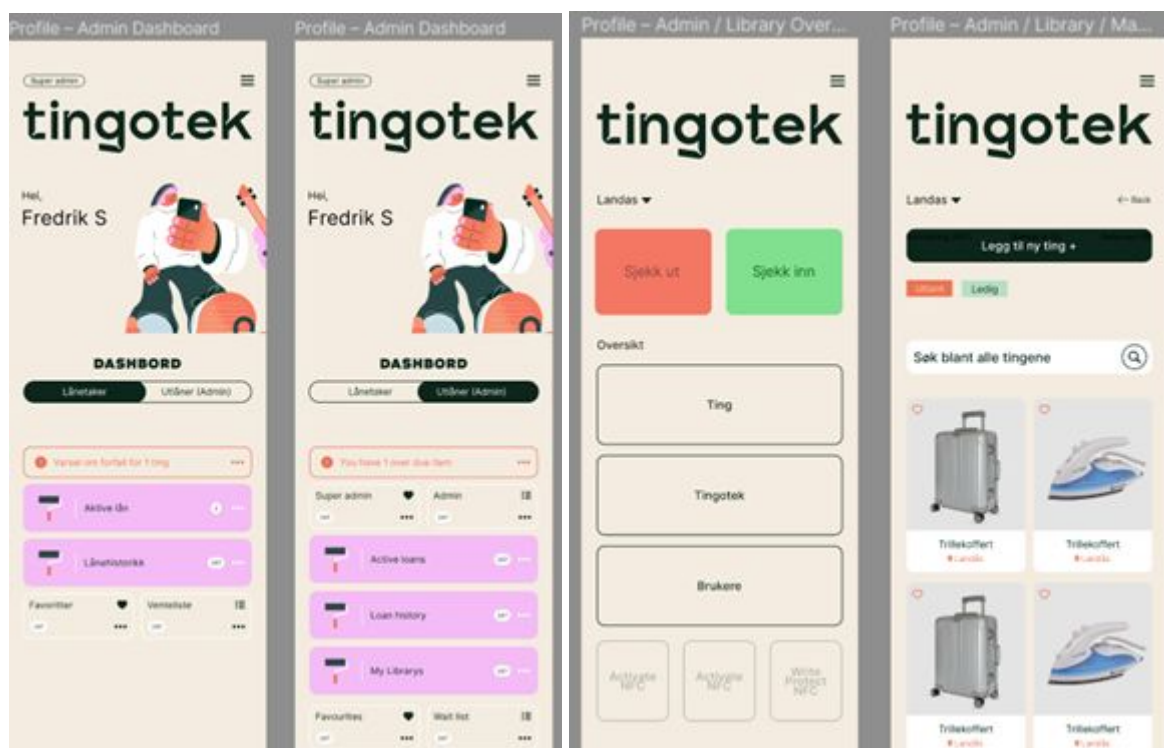 Profile – Admin Dashboard
Super admin
tingotek
Hei,
Fredrik S
DASHBORD
Lånetaker
Utlåner (Admin)
Varsel om forfall for 1 ting
Aktive lån
Lånehistorikk
Favoritter
Venteliste
Profile – Admin Dashboard
Super admin
tingotek
Hei,
Fredrik S
DASHBORD
Lånetaker
Utlåner (Admin)
You have 1 over due item
Super admin
Admin
Active loans
Loan history
My Librarys
Favourites
Wait list
Profile – Admin / Library Over...
tingotek
Landas
Sjekk ut
Sjekk inn
Oversikt
Ting
Tingotek
Brukere
Activate
NFC
Activate
NFC
Write
Protect
NFC
Profile – Admin / Library / Ma...
tingotek
Landas
← Back
Legg til ny ting +
Utlånt
Ledig
Søk blant alle tingene
Trillekoffert
Landås
Trillekoffert
Landås
Trillekoffert
Landås
Trillekoffert
Landås